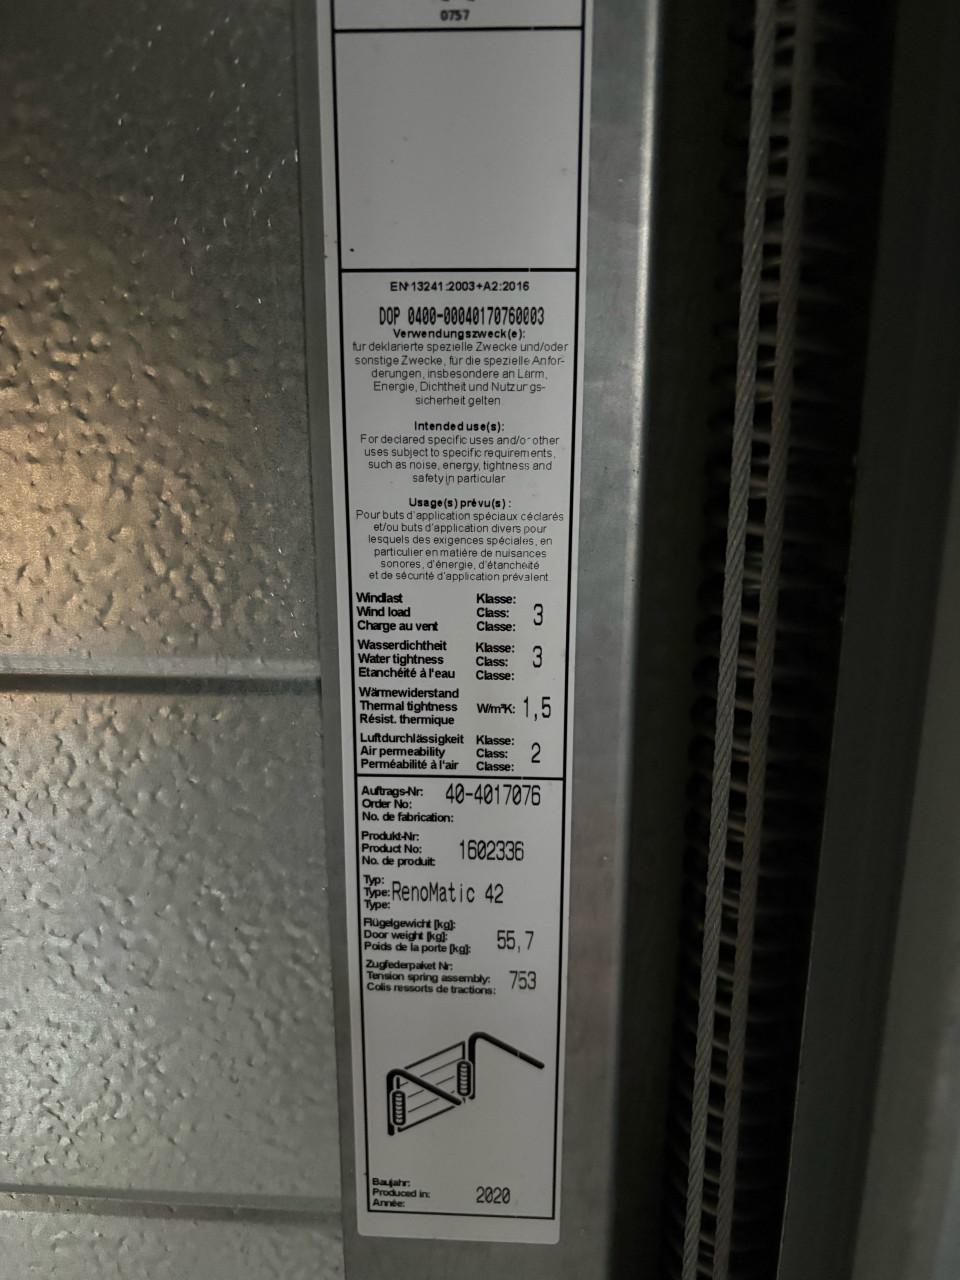 0757
EN 13241:2003+A2:2016
DOP 0400-00040170760003
Verwendungszweck(e):
für deklarierte spezielle Zwecke und/oder
sonstige Zwecke, für die spezielle Anfor-
derungen, insbesondere an Lärm,
Energie, Dichtheit und Nutzungs-
sicherheit gelten
Intended use(s):
For declared specific uses and/or other
uses subject to specific requirements,
such as noise, energy, tightness and
safety in particular
Usage(s) prévu(s):
Pour buts d'application spéciaux déclarés
et/ou buts d'application divers pour
lesquels des exigences spéciales, en
particulier en matière de nuisances
sonores, d'énergie, d'étanchéité
et de sécurité d'application prévalent
Windlast Klasse:
Wind load Class: 3
Charge au vent Classe:
Wasserdichtheit Klasse:
Water tightness Class: 3
Etanchéité à l'eau Classe:
Wärmewiderstand
Thermal tightness W/m²K: 1,5
Résist. thermique
Luftdurchlässigkeit Klasse:
Air permeability Class: 2
Perméabilité à l'air Classe:
Auftrags-Nr:
Order No: 40-4017076
No. de fabrication:
Produkt-Nr:
Product No: 1602336
No. de produit:
Typ:
Type: RenoMatic 42
Type:
Flügelgewicht [kg]:
Door weight [kg]: 55,7
Poids de la porte [kg]:
Zugfederpaket Nr:
Tension spring assembly: 753
Colis ressorts de tractions:
Baujahr:
Produced in: 2020
Année: